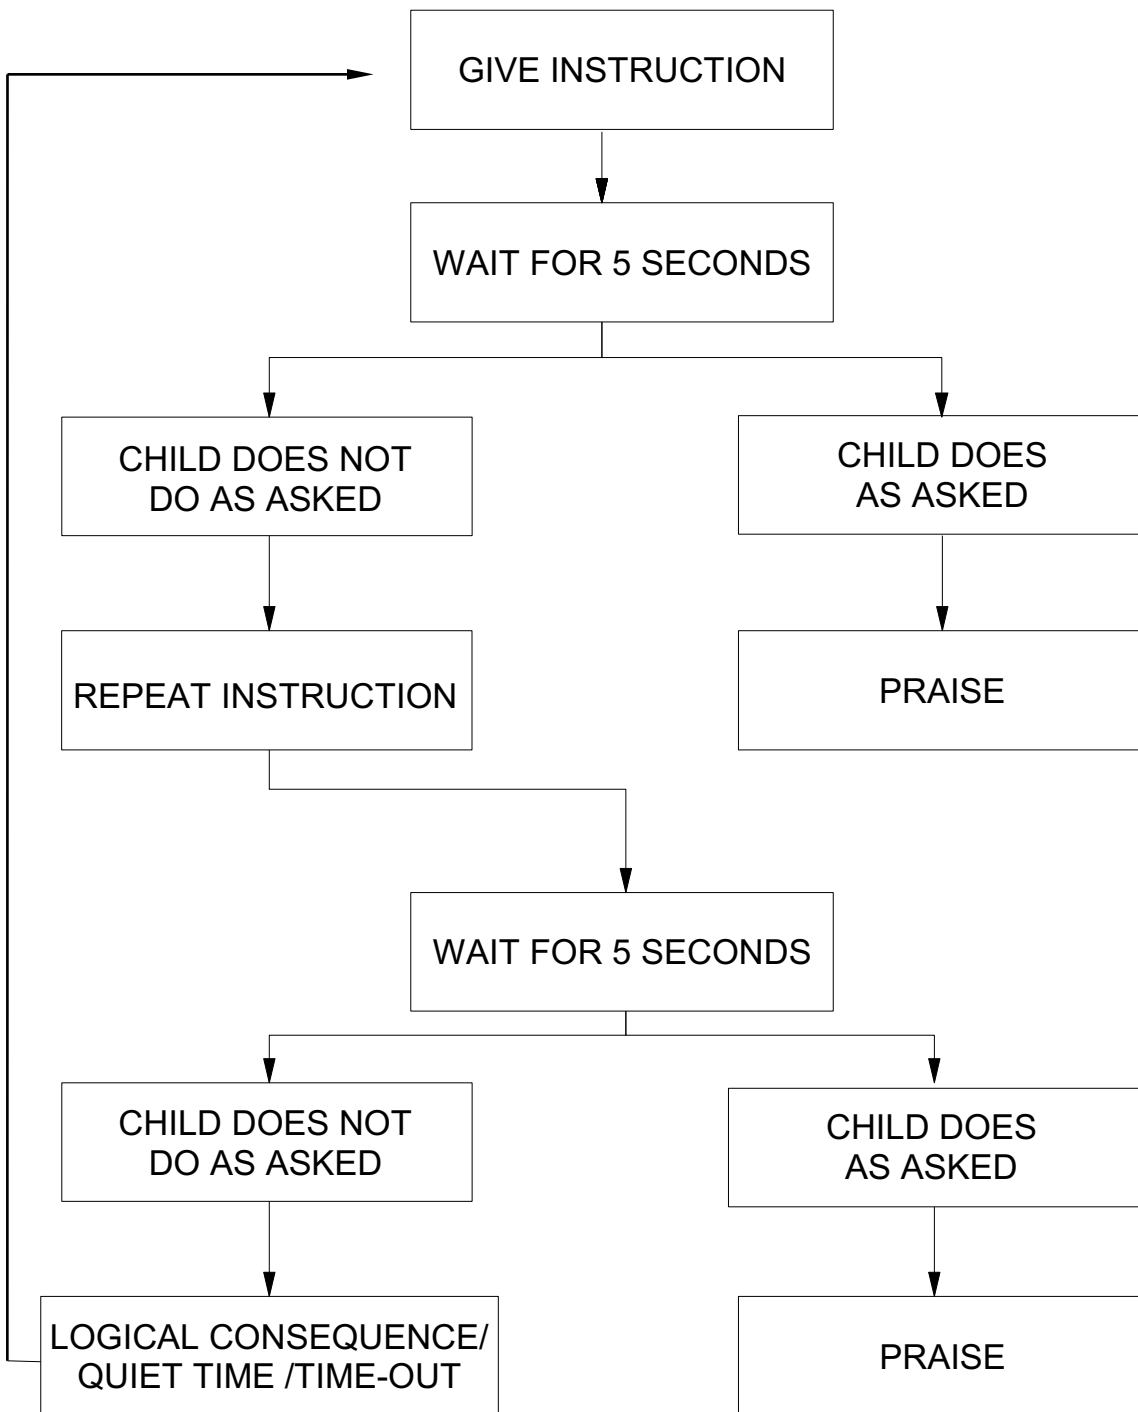 GIVE INSTRUCTION
WAIT FOR 5 SECONDS
CHILD DOES NOT
DO AS ASKED
CHILD DOES
AS ASKED
REPEAT INSTRUCTION
PRAISE
WAIT FOR 5 SECONDS
CHILD DOES NOT
DO AS ASKED
CHILD DOES
AS ASKED
LOGICAL CONSEQUENCE/
QUIET TIME /TIME-OUT
PRAISE